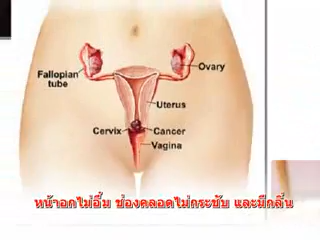 Ovary
Fallopian
tube
Uterus
Cervix Cancer
Vagina
หน้าอกไม่อึ๋ม ช่องคลอดไม่กระชับ และมีกลิ่น